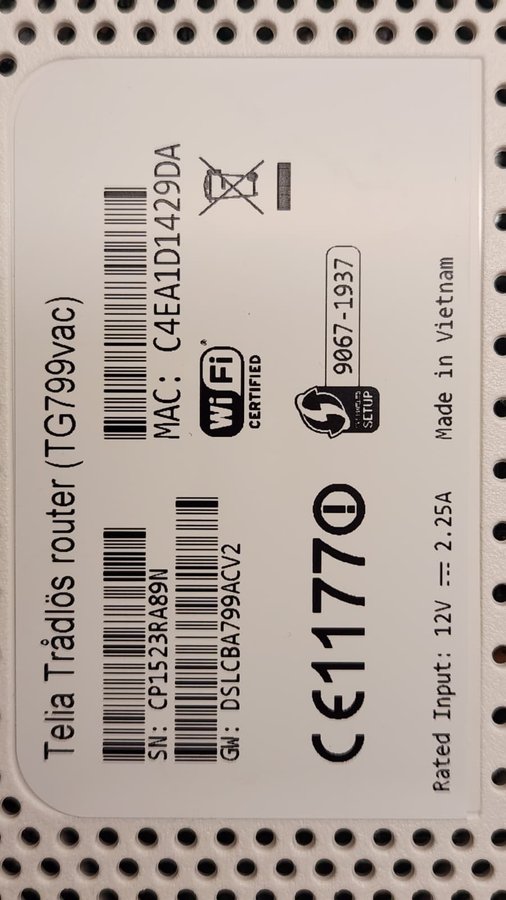 Telia Trådlös router (TG799vac)
SN: CP1523RA89N
MAC: C4EA1D1429DA
GW: DSLCBA799ACV2
WiFi
CERTIFIED
CE1177
SETUP
9067-1937
Rated Input: 12V ⎓ 2.25A
Made in Vietnam